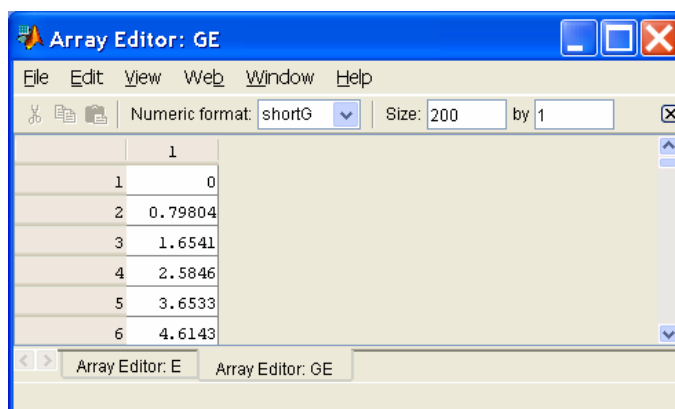 Array Editor: GE
File Edit View Web Window Help
Numeric format: shortG Size: 200 by 1
1
1 0
2 0.79804
3 1.6541
4 2.5846
5 3.6533
6 4.6143
Array Editor: E Array Editor: GE